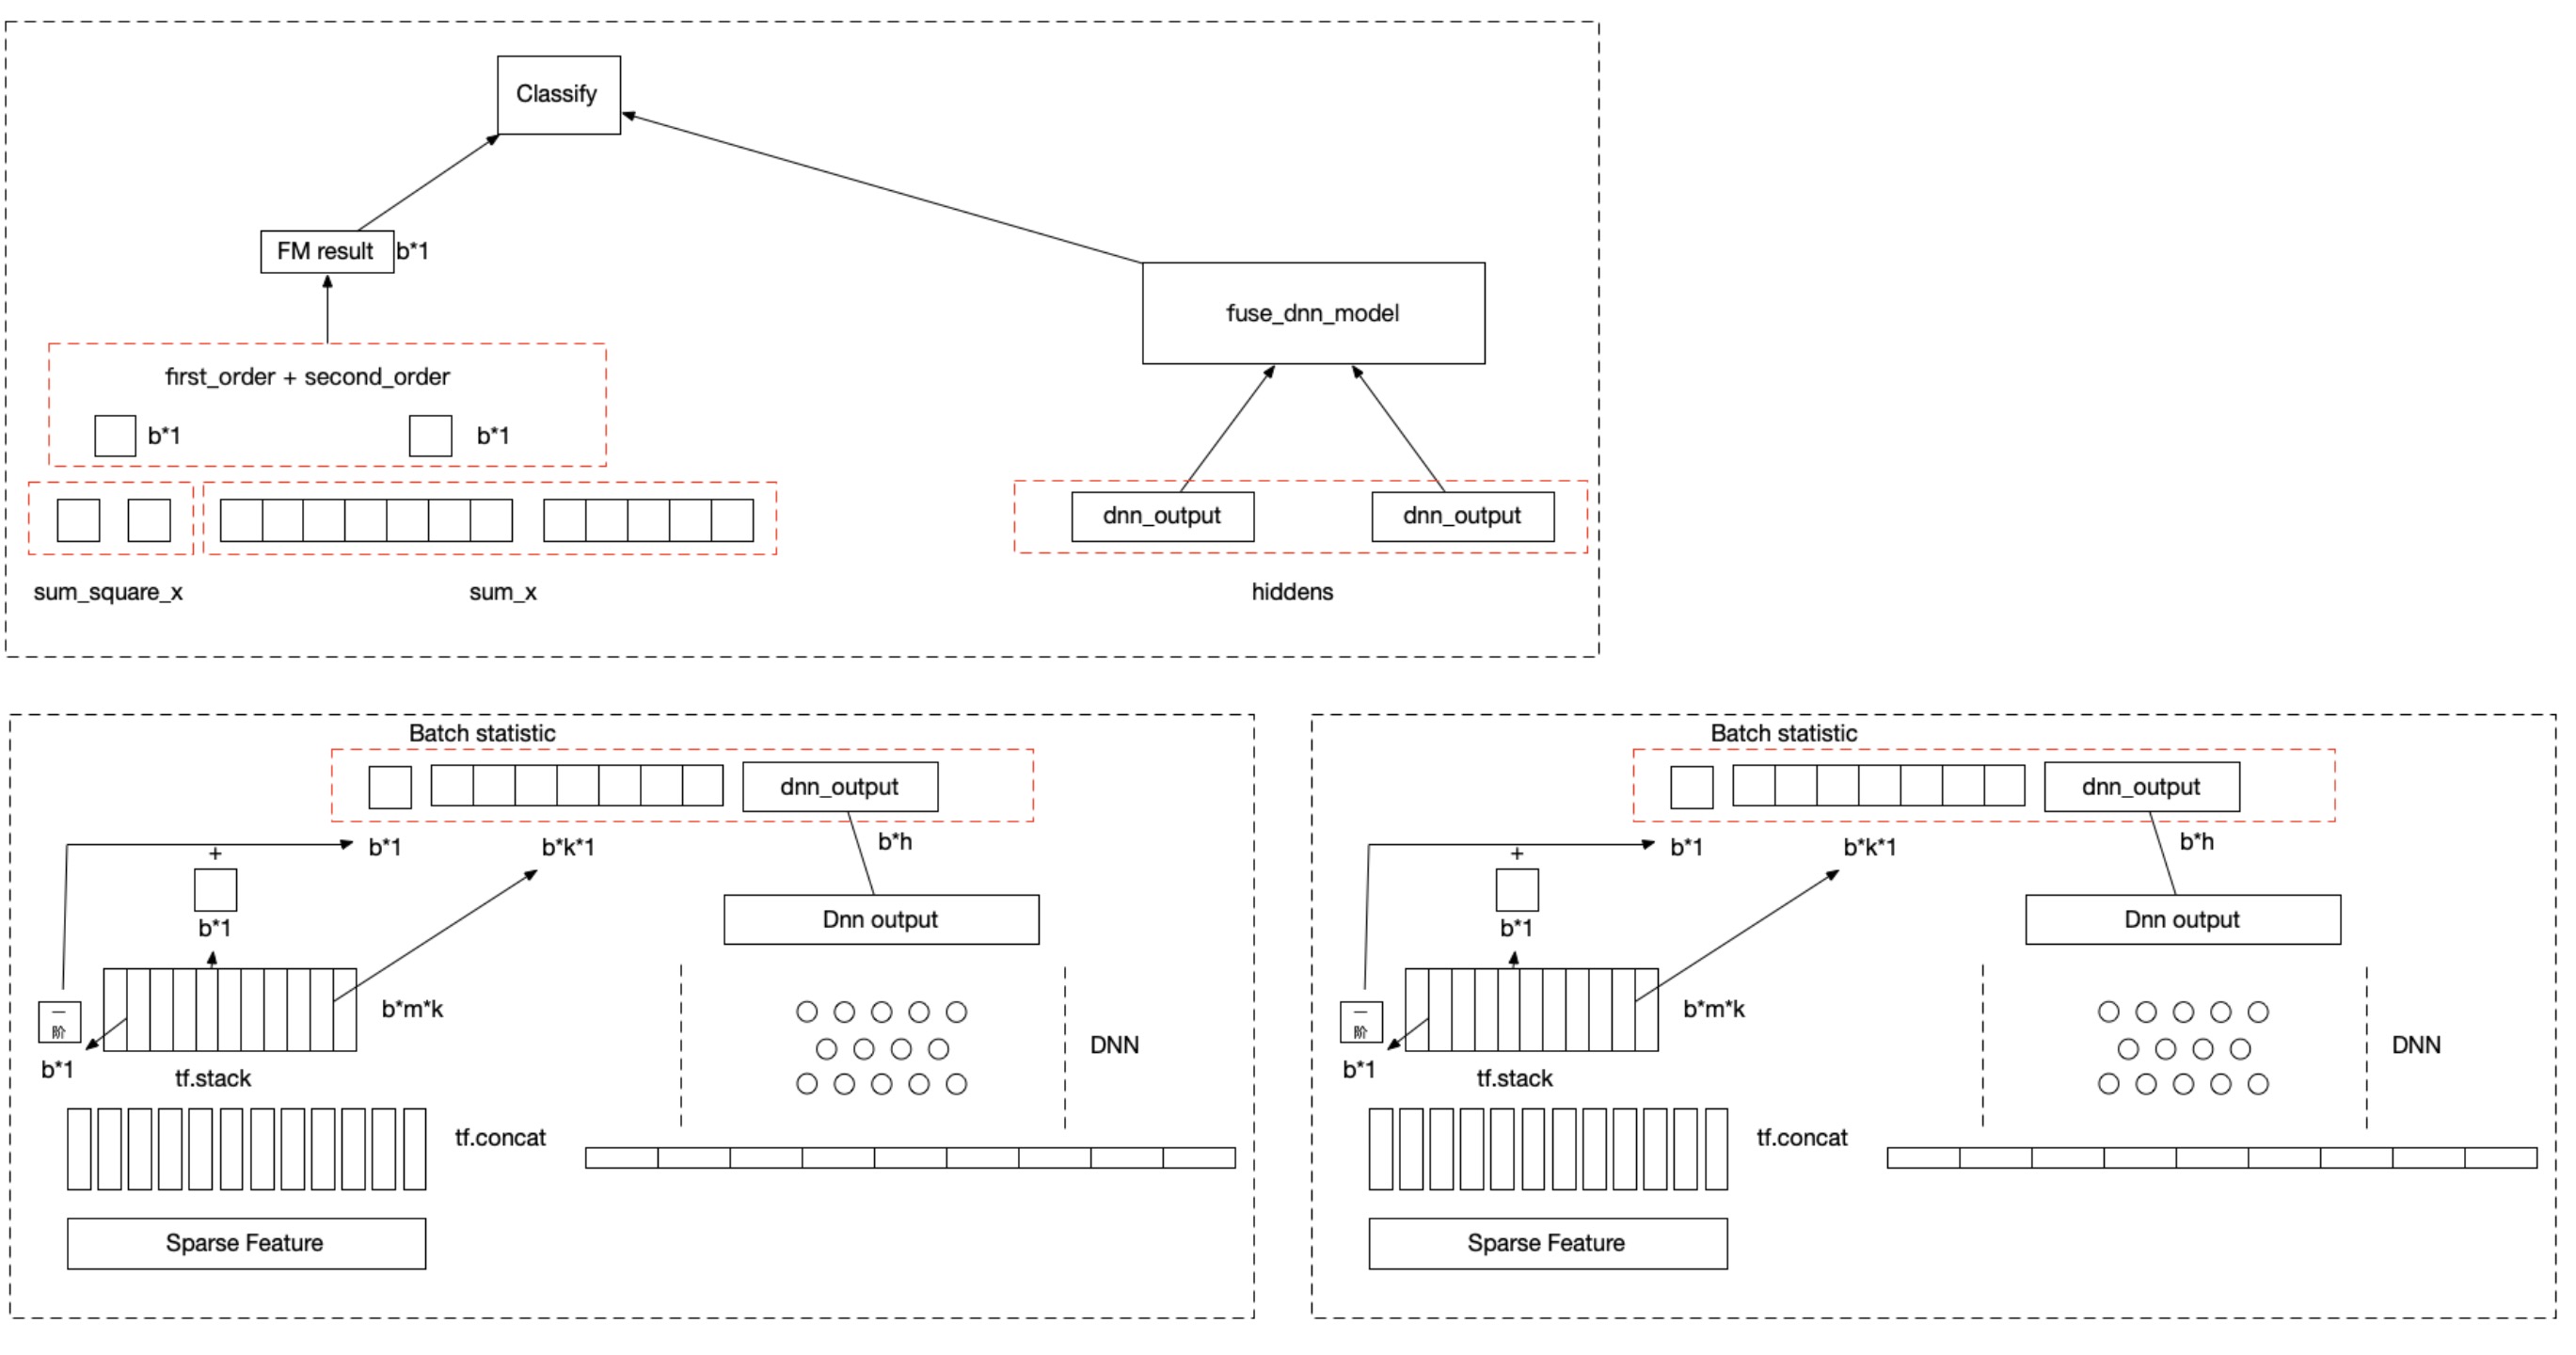 Classify
FM result b*1
fuse_dnn_model
first_order + second_order
b*1 b*1
dnn_output dnn_output
sum_square_x sum_x hiddens
Batch statistic
dnn_output
b*1 b*k*1 b*h
+
b*1
Dnn output
一
阶
b*m*k
b*1
tf.stack
DNN
tf.concat
Sparse Feature
Batch statistic
dnn_output
b*1 b*k*1 b*h
+
b*1
Dnn output
一
阶
b*m*k
b*1
tf.stack
DNN
tf.concat
Sparse Feature